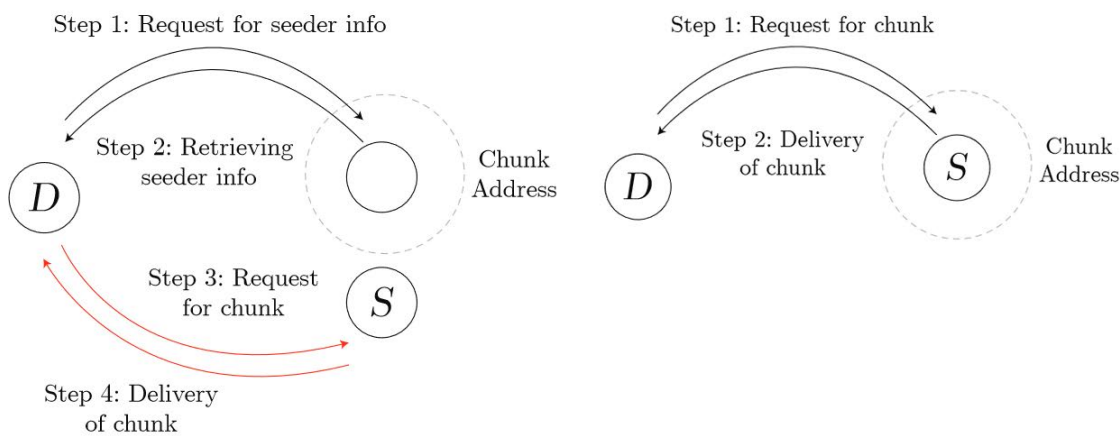 Step 1: Request for seeder info
Step 2: Retrieving
seeder info
Chunk
Address
D
Step 3: Request
for chunk
S
Step 4: Delivery
of chunk
Step 1: Request for chunk
Step 2: Delivery
of chunk
Chunk
Address
D
S